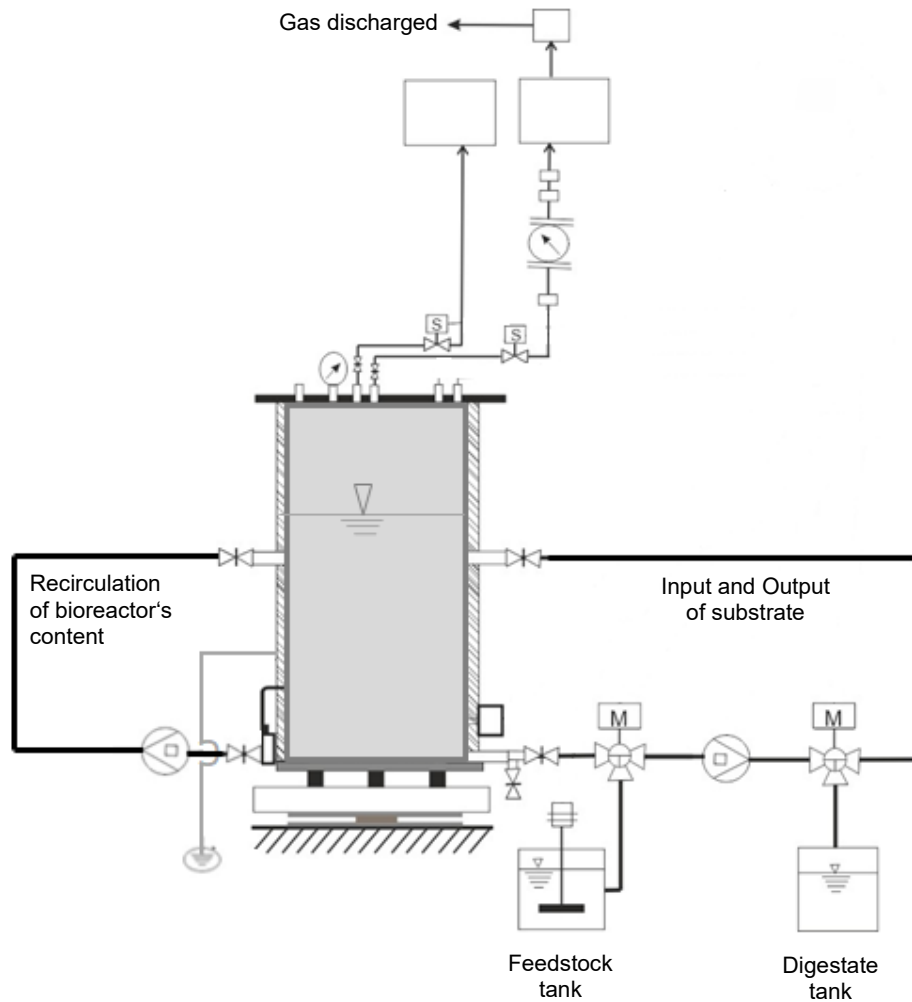 Gas discharged
S
S
Recirculation
of bioreactor‘s
content
Input and Output
of substrate
M
M
Feedstock
tank
Digestate
tank